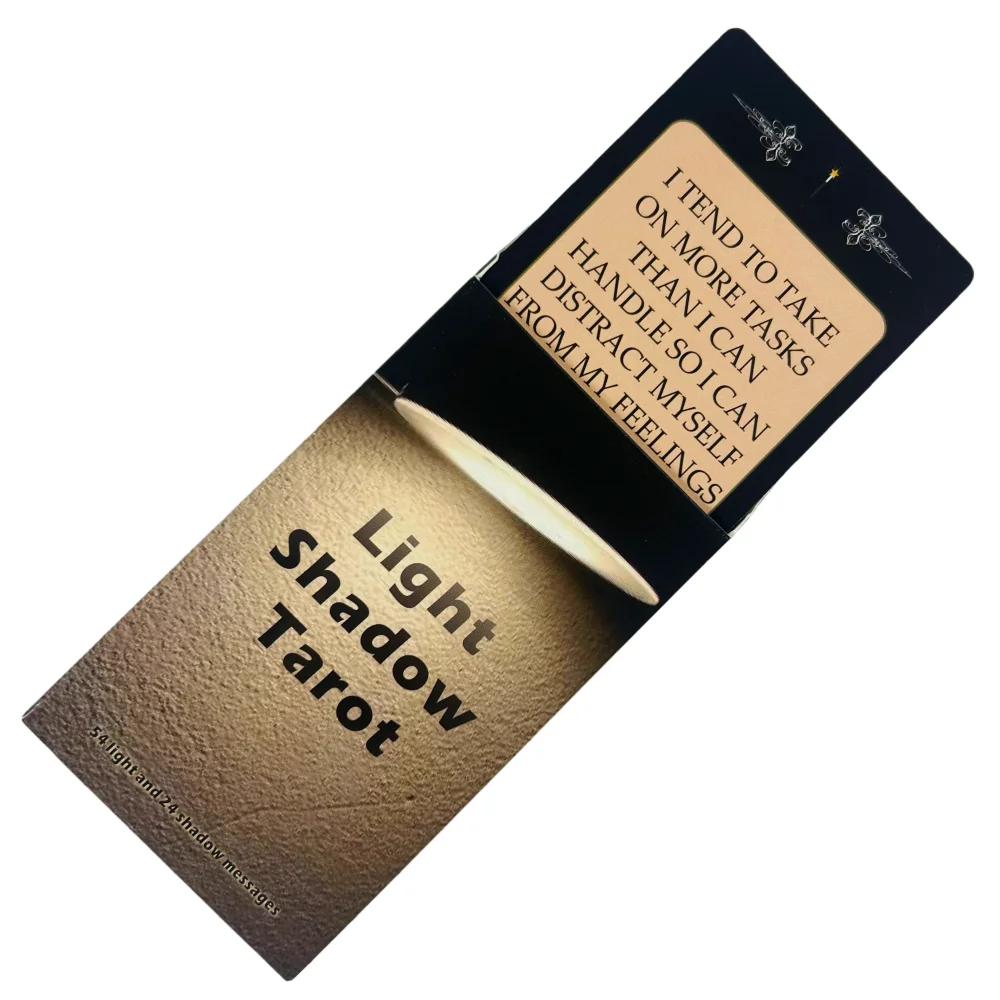 I TEND TO TAKE
ON MORE TASKS
THAN I CAN
HANDLE SO I CAN
DISTRACT MYSELF
FROM MY FEELINGS
Light
Shadow
Tarot
54 light and 24 shadow messages